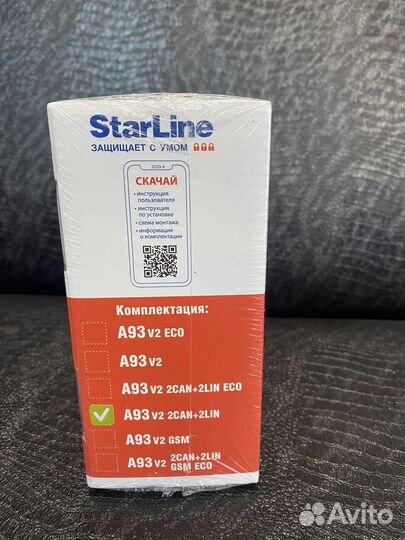 StarLine
ЗАЩИЩАЕТ С УМОМ
СКАЧАЙ
• инструкция
пользователя
• инструкция
по установке
• схема монтажа
• информация
о комплектации
Комплектация:
A93 V2 ECO
A93 V2
A93 V2 2CAN+2LIN ECO
A93 V2 2CAN+2LIN
A93 V2 GSM
A93 V2 2CAN+2LIN
GSM ECO
Avito